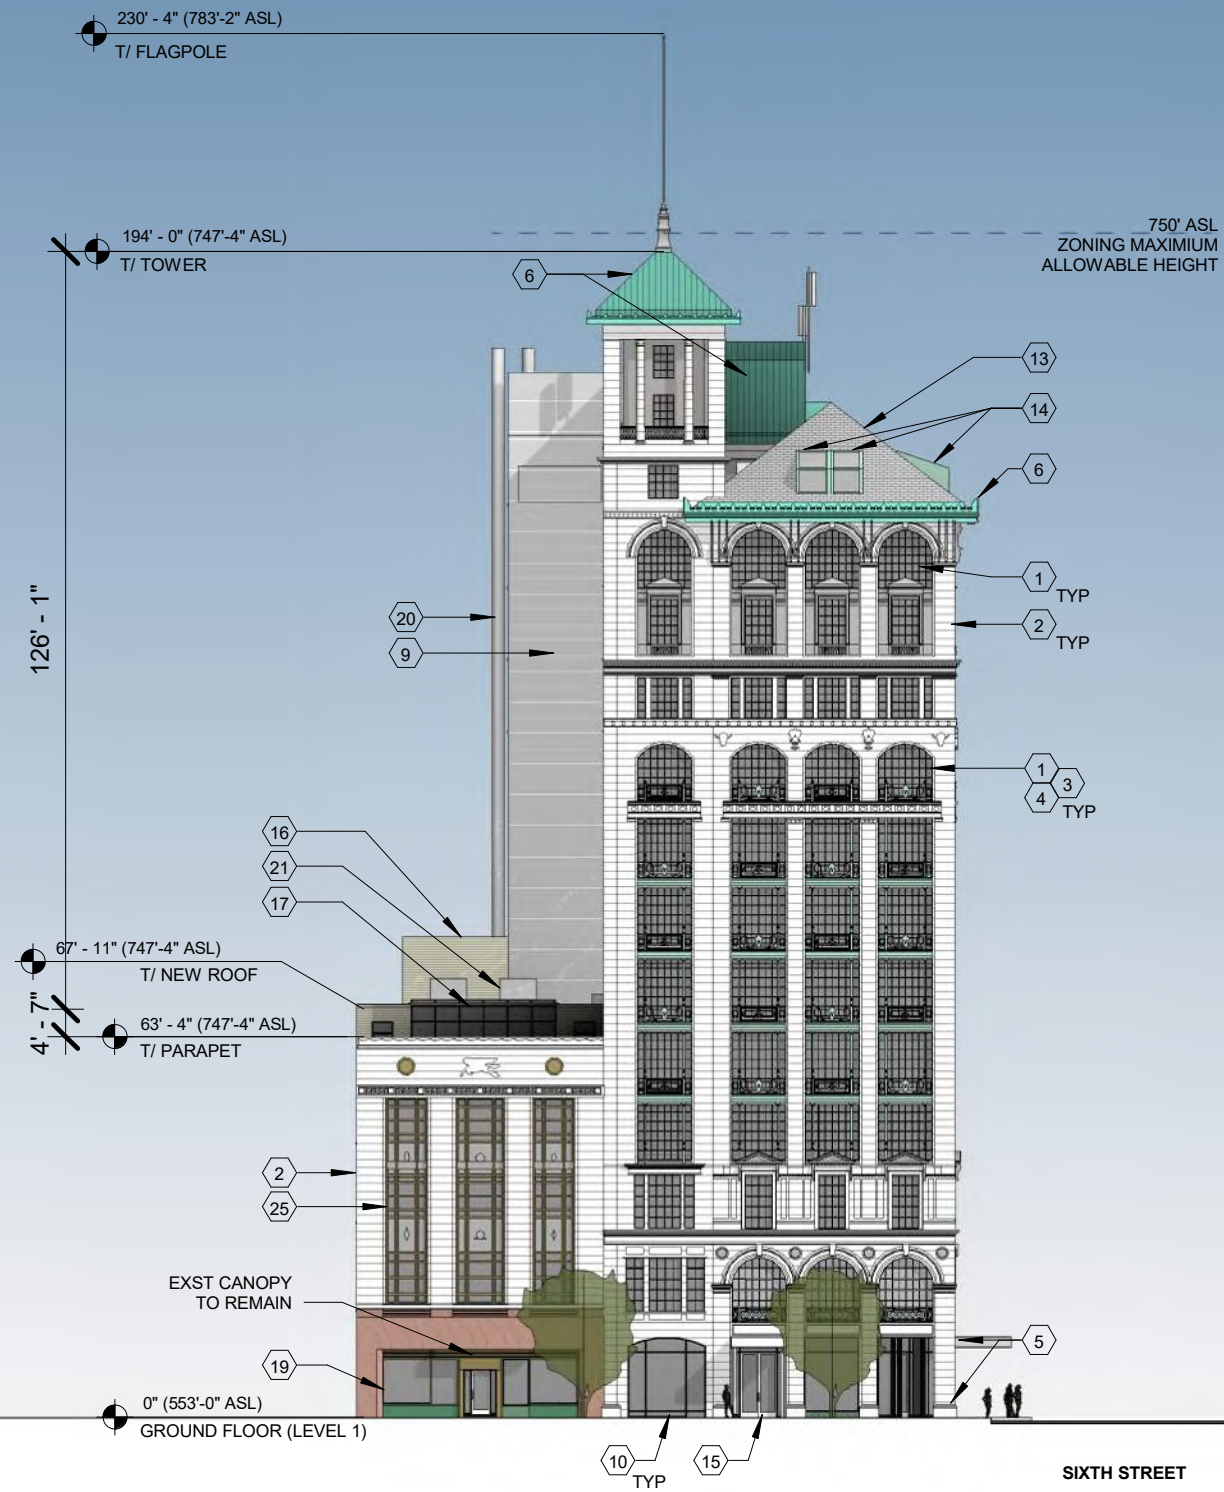 230' - 4" (783'-2" ASL)
T/ FLAGPOLE
194' - 0" (747'-4" ASL)
T/ TOWER
750' ASL
ZONING MAXIMIUM
ALLOWABLE HEIGHT
6
13
14
6
1
TYP
2
TYP
20
9
126' - 1"
1
3
4
TYP
16
21
17
67' - 11" (747'-4" ASL)
T/ NEW ROOF
4' - 7"
63' - 4" (747'-4" ASL)
T/ PARAPET
2
25
EXST CANOPY
TO REMAIN
19
5
0" (553'-0" ASL)
GROUND FLOOR (LEVEL 1)
10
TYP
15
SIXTH STREET